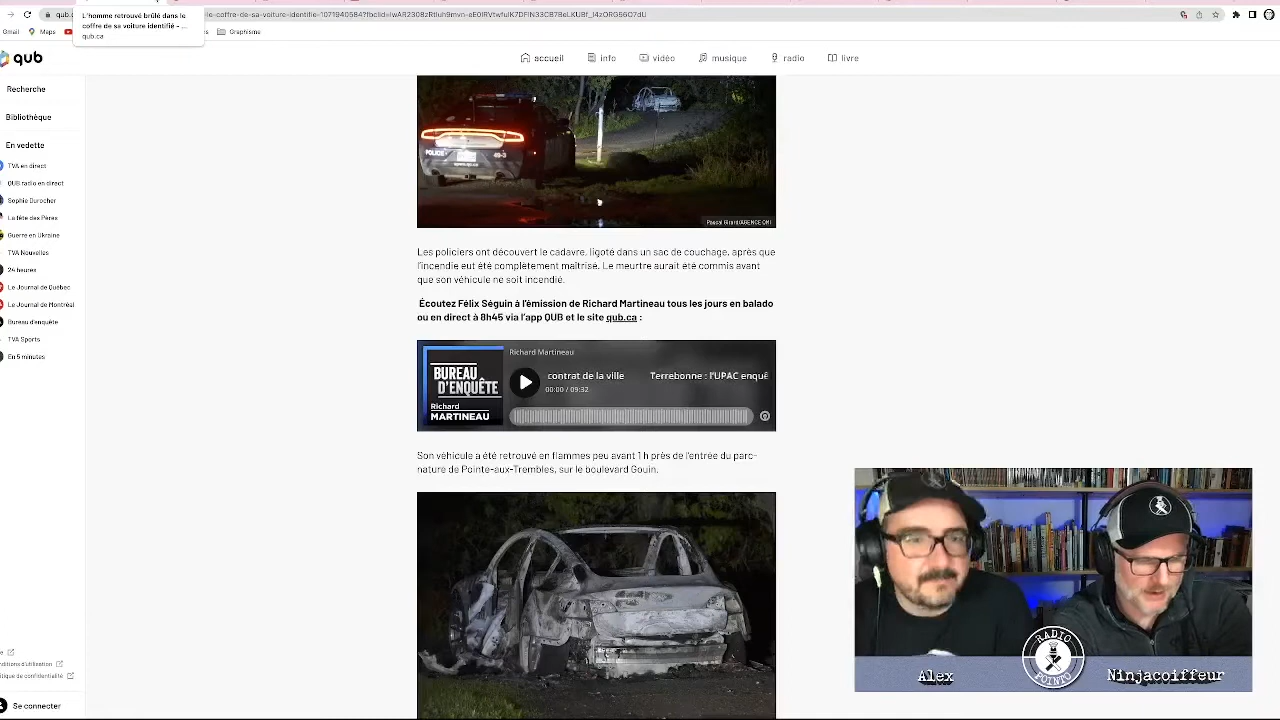 L'homme retrouvé brûlé dans le
coffre de sa voiture identifié - ...
qub.ca
Gmail
Maps
Graphisme
qub
accueil
info
vidéo
musique
radio
livre
Recherche
Bibliothèque
En vedette
TVA en direct
QUB radio en direct
Sophie Durocher
La fête des Pères
Guerre en Ukraine
TVA Nouvelles
24 heures
Le Journal de Québec
Le Journal de Montréal
Bureau d'enquête
TVA Sports
En 5 minutes
Se connecter
POLICE
49-3
Pascal Girard/AGENCE QMI
Les policiers ont découvert le cadavre, ligoté dans un sac de couchage, après que
l'incendie eut été complètement maîtrisé. Le meurtre aurait été commis avant
que son véhicule ne soit incendié.
Écoutez Félix Séguin à l'émission de Richard Martineau tous les jours en balado
ou en direct à 8h45 via l'app QUB et le site qub.ca :
Richard Martineau
BUREAU
D'ENQUÊTE
Richard
MARTINEAU
contrat de la ville Terrebonne : l'UPAC enquê
00:00 / 09:32
Son véhicule a été retrouvé en flammes peu avant 1 h près de l'entrée du parc-
nature de Pointe-aux-Trembles, sur le boulevard Gouin.
RADIO
POINTO
Alex
Ninjacoiffeur